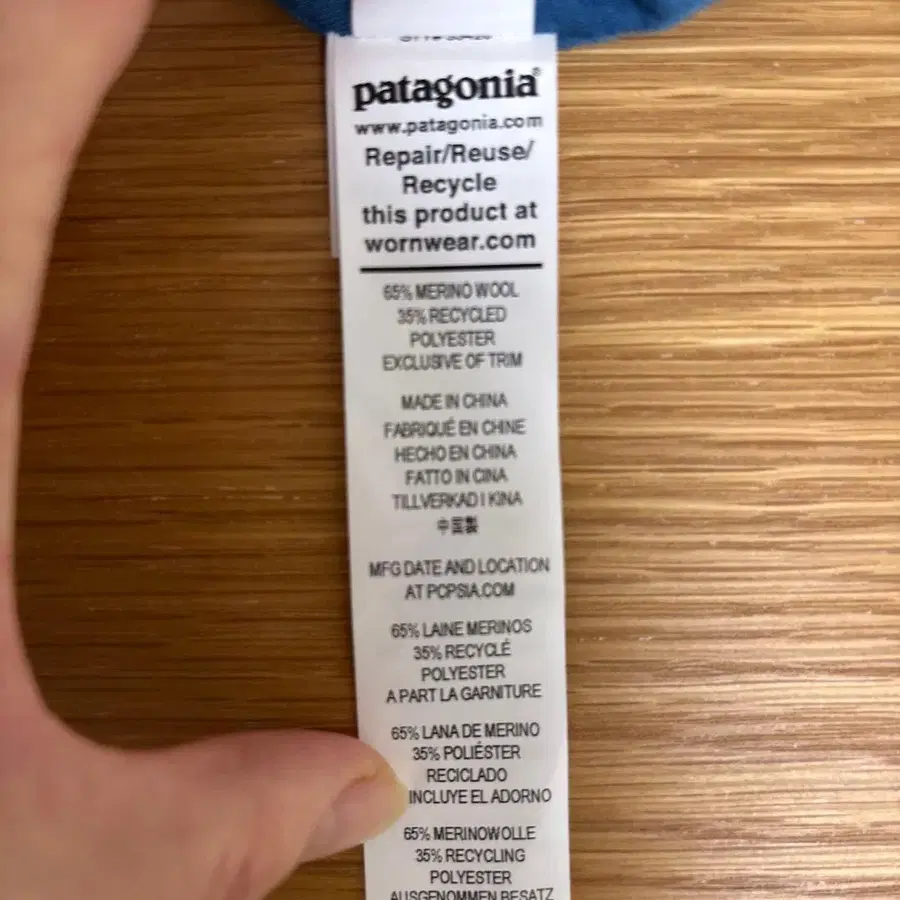 patagonia®
www.patagonia.com
Repair/Reuse/
Recycle
this product at
wornwear.com
65% MERINO WOOL
35% RECYCLED
POLYESTER
EXCLUSIVE OF TRIM
MADE IN CHINA
FABRIQUÉ EN CHINE
HECHO EN CHINA
FATTO IN CINA
TILLVERKAD I KINA
中国製
MFG DATE AND LOCATION
AT PCPSIA.COM
65% LAINE MERINOS
35% RECYCLÉ
POLYESTER
A PART LA GARNITURE
65% LANA DE MERINO
35% POLIÉSTER
RECICLADO
INCLUYE EL ADORNO
65% MERINOWOLLE
35% RECYCLING
POLYESTER
AUSGENOMMEN BESATZ